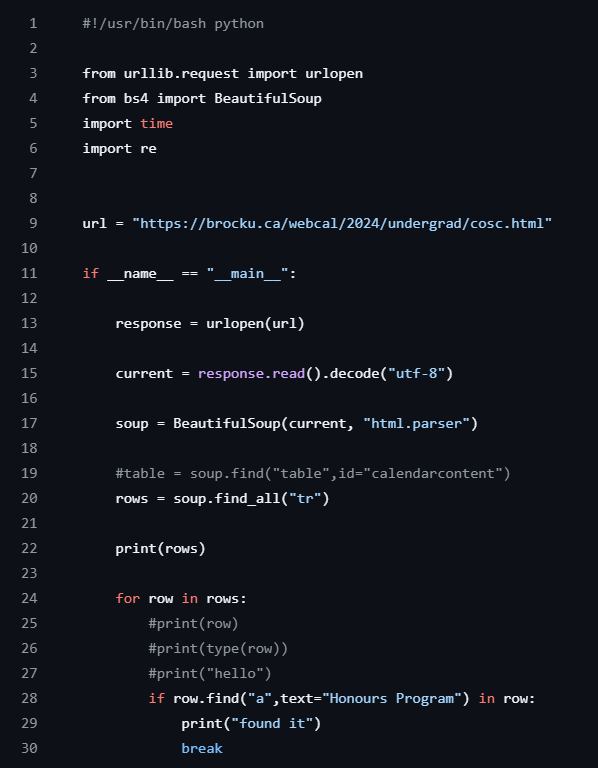 1 #!/usr/bin/bash python
2
3 from urllib.request import urlopen
4 from bs4 import BeautifulSoup
5 import time
6 import re
7
8
9 url = "https://brocku.ca/webcal/2024/undergrad/cosc.html"
10
11 if __name__ == "__main__":
12
13     response = urlopen(url)
14
15     current = response.read().decode("utf-8")
16
17     soup = BeautifulSoup(current, "html.parser")
18
19     #table = soup.find("table",id="calendarcontent")
20     rows = soup.find_all("tr")
21
22     print(rows)
23
24     for row in rows:
25         #print(row)
26         #print(type(row))
27         #print("hello")
28         if row.find("a",text="Honours Program") in row:
29             print("found it")
30             break